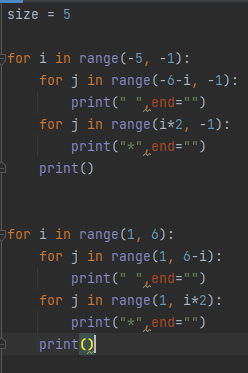 size = 5
for i in range(-5, -1):
    for j in range(-6-i, -1):
        print(" ",end="")
    for j in range(i*2, -1):
        print("*",end="")
    print()
for i in range(1, 6):
    for j in range(1, 6-i):
        print(" ",end="")
    for j in range(1, i*2):
        print("*",end="")
    print()